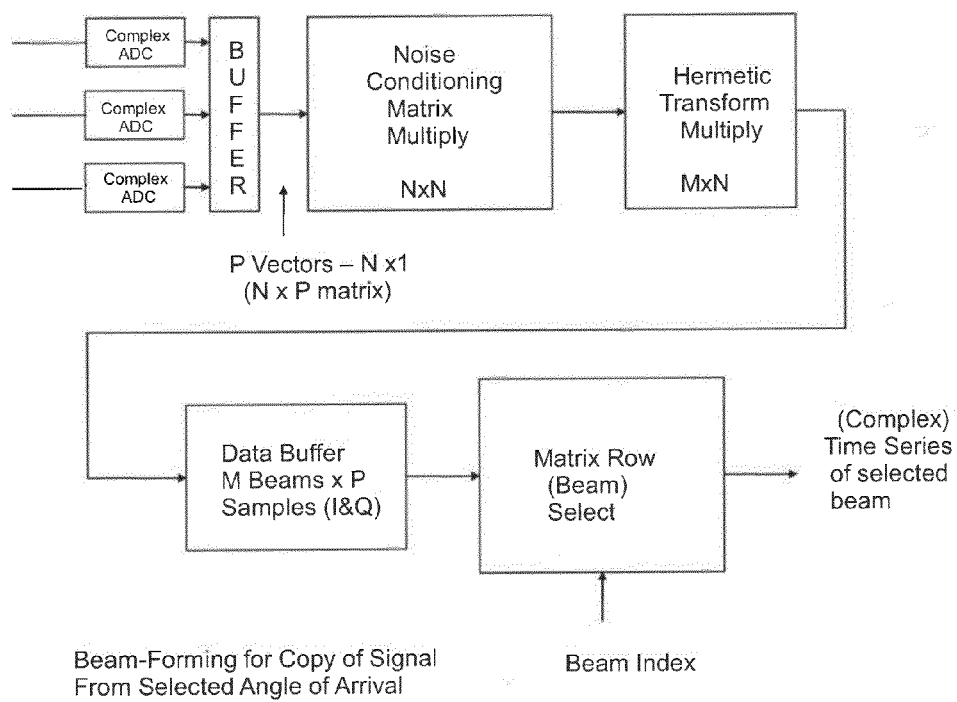 Complex
ADC
Complex
ADC
Complex
ADC
B
U
F
F
E
R
Noise
Conditioning
Matrix
Multiply
NxN
Hermetic
Transform
Multiply
MxN
P Vectors – N x1
(N x P matrix)
Data Buffer
M Beams x P
Samples (I&Q)
Matrix Row
(Beam)
Select
(Complex)
Time Series
of selected
beam
Beam Index
Beam-Forming for Copy of Signal
From Selected Angle of Arrival